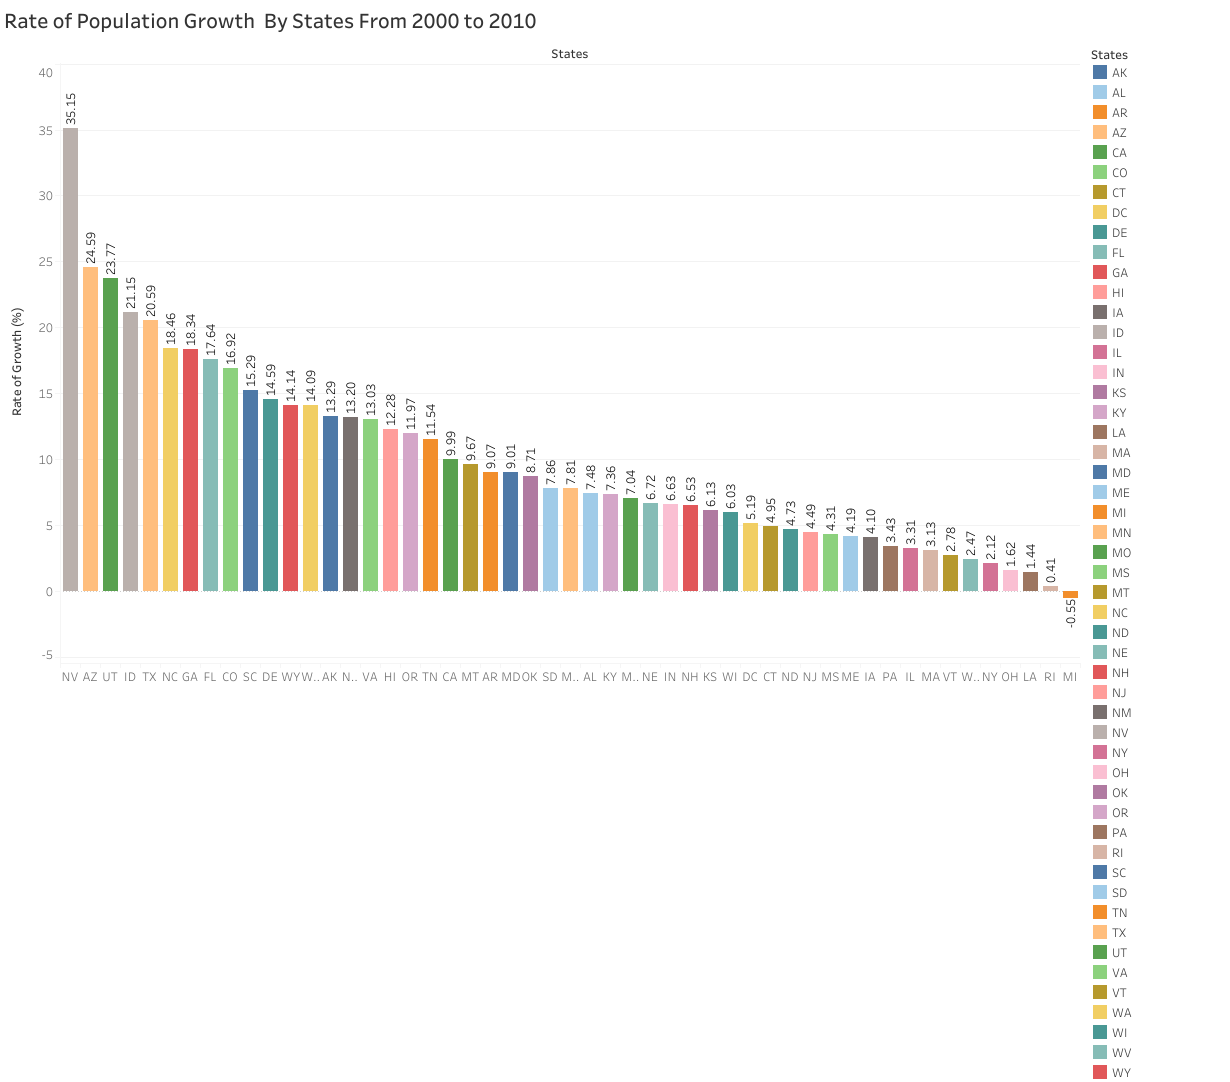 Rate of Population Growth  By States From 2000 to 2010
States
40
35
30
25
20
15
10
5
0
-5
Rate of Growth (%)
35.15
24.59
23.77
21.15
20.59
18.46
18.34
17.64
16.92
15.29
14.59
14.14
14.09
13.29
13.20
13.03
12.28
11.97
11.54
9.99
9.67
9.07
9.01
8.71
7.86
7.81
7.48
7.36
7.04
6.72
6.63
6.53
6.13
6.03
5.19
4.95
4.73
4.49
4.31
4.19
4.10
3.43
3.31
3.13
2.78
2.47
2.12
1.62
1.44
0.41
-0.55
NV AZ UT ID TX NC GA FL CO SC DE WY W.. AK N.. VA HI OR TN CA MT AR MD OK SD M.. AL KY M.. NE IN NH KS WI DC CT ND NJ MS ME IA PA IL MA VT W.. NY OH LA RI MI
States
AK
AL
AR
AZ
CA
CO
CT
DC
DE
FL
GA
HI
IA
ID
IL
IN
KS
KY
LA
MA
MD
ME
MI
MN
MO
MS
MT
NC
ND
NE
NH
NJ
NM
NV
NY
OH
OK
OR
PA
RI
SC
SD
TN
TX
UT
VA
VT
WA
WI
WV
WY